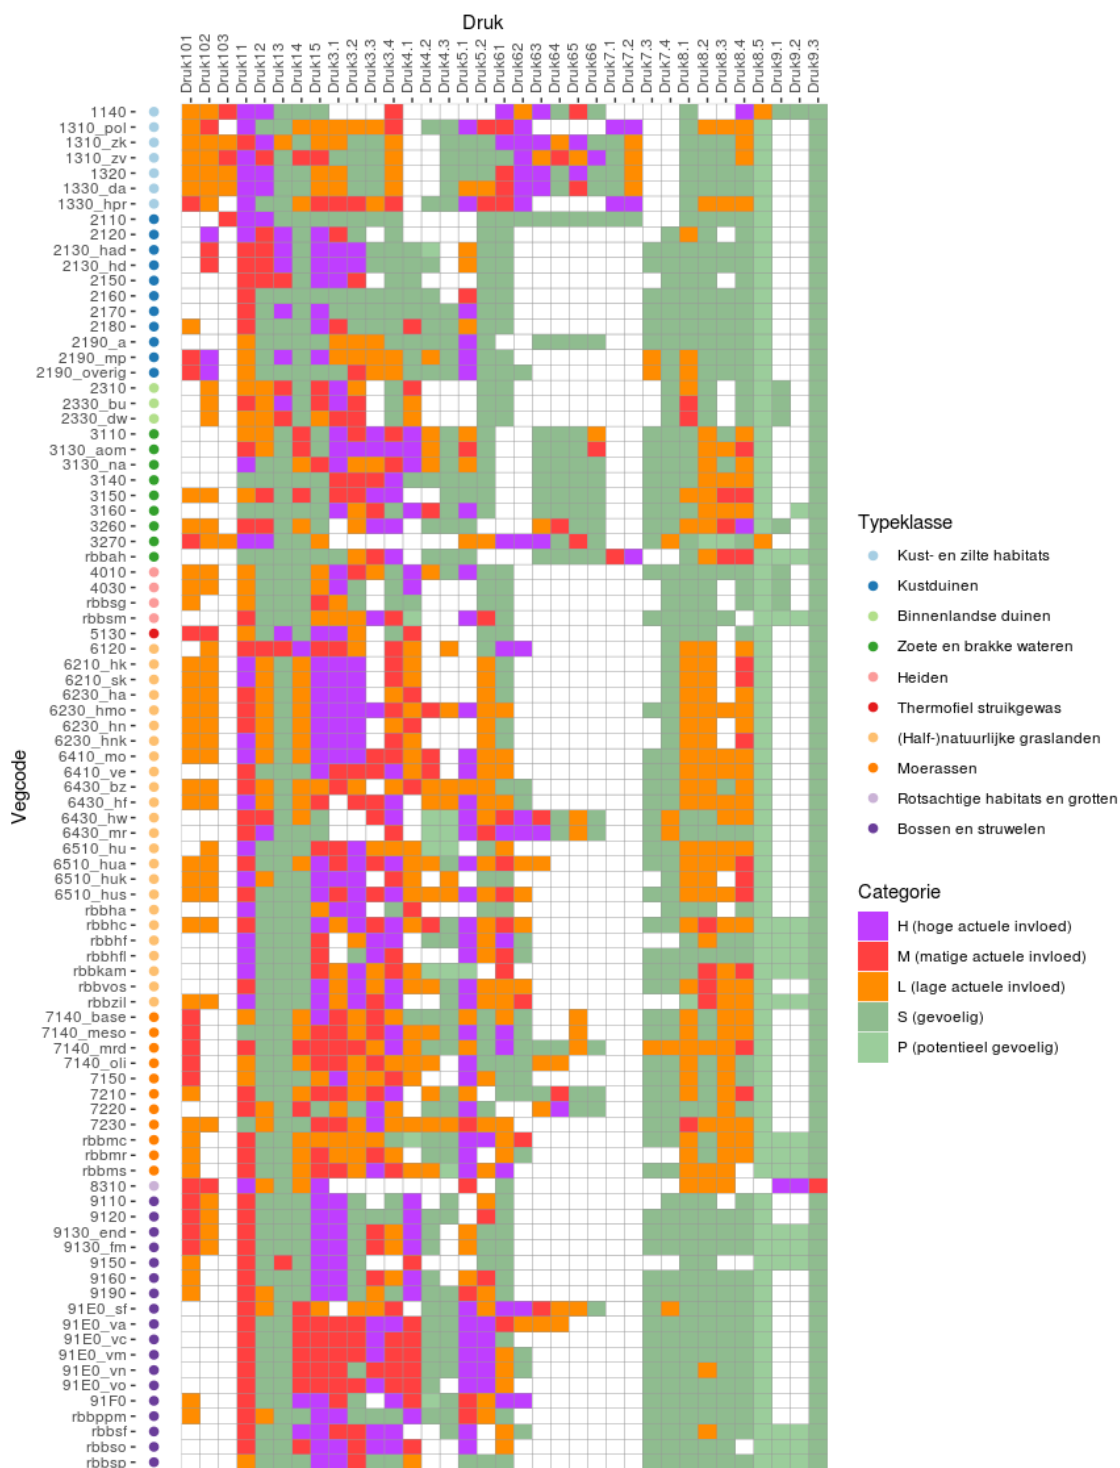 Druk
Druk101
Druk102
Druk103
Druk11
Druk12
Druk13
Druk14
Druk15
Druk3.1
Druk3.2
Druk3.3
Druk3.4
Druk4.1
Druk4.2
Druk4.3
Druk5.1
Druk5.2
Druk61
Druk62
Druk63
Druk64
Druk65
Druk66
Druk7.1
Druk7.2
Druk7.3
Druk7.4
Druk8.1
Druk8.2
Druk8.3
Druk8.4
Druk8.5
Druk9.1
Druk9.2
Druk9.3
Vegcode
1140
1310_pol
1310_zk
1310_zv
1320
1330_da
1330_hpr
2110
2120
2130_had
2130_hd
2150
2160
2170
2180
2190_a
2190_mp
2190_overig
2310
2330_bu
2330_dw
3110
3130_aom
3130_na
3140
3150
3160
3260
3270
rbbah
4010
4030
rbbsg
rbbsm
5130
6120
6210_hk
6210_sk
6230_ha
6230_hmo
6230_hn
6230_hnk
6410_mo
6410_ve
6430_bz
6430_hf
6430_hw
6430_mr
6510_hu
6510_hua
6510_huk
6510_hus
rbbha
rbbhc
rbbhf
rbbhfl
rbbkam
rbbvos
rbbzil
7140_base
7140_meso
7140_mrd
7140_oli
7150
7210
7220
7230
rbbmc
rbbmr
rbbms
8310
9110
9120
9130_end
9130_fm
9150
9160
9190
91E0_sf
91E0_va
91E0_vc
91E0_vm
91E0_vn
91E0_vo
91F0
rbbppm
rbbsf
rbbso
rbbsp
Typeklasse
Kust- en zilte habitats
Kustduinen
Binnenlandse duinen
Zoete en brakke wateren
Heiden
Thermofiel struikgewas
(Half-)natuurlijke graslanden
Moerassen
Rotsachtige habitats en grotten
Bossen en struwelen
Categorie
H (hoge actuele invloed)
M (matige actuele invloed)
L (lage actuele invloed)
S (gevoelig)
P (potentieel gevoelig)